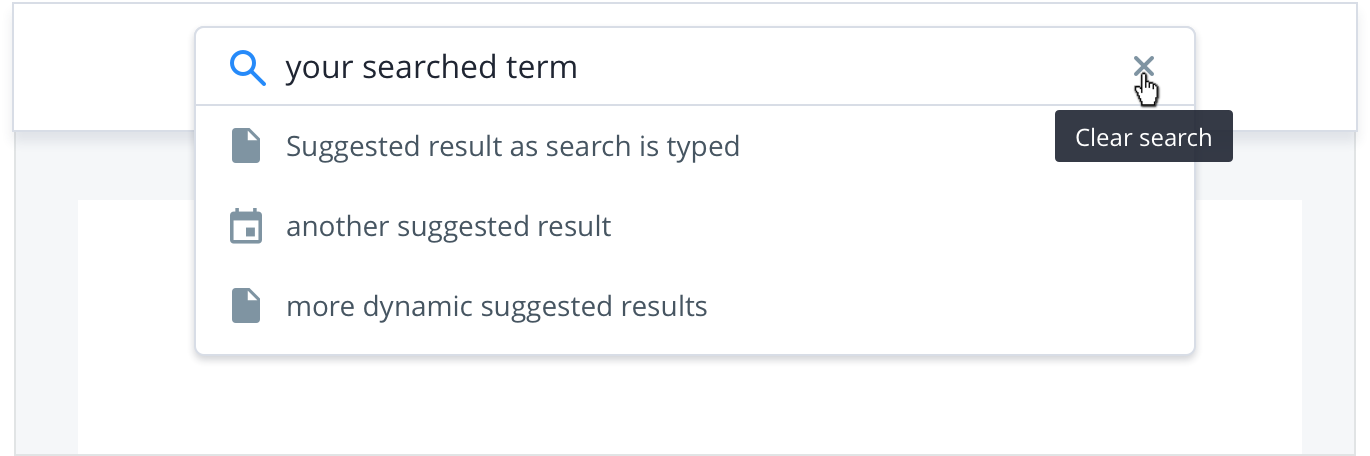 your searched term
Clear search
Suggested result as search is typed
another suggested result
more dynamic suggested results